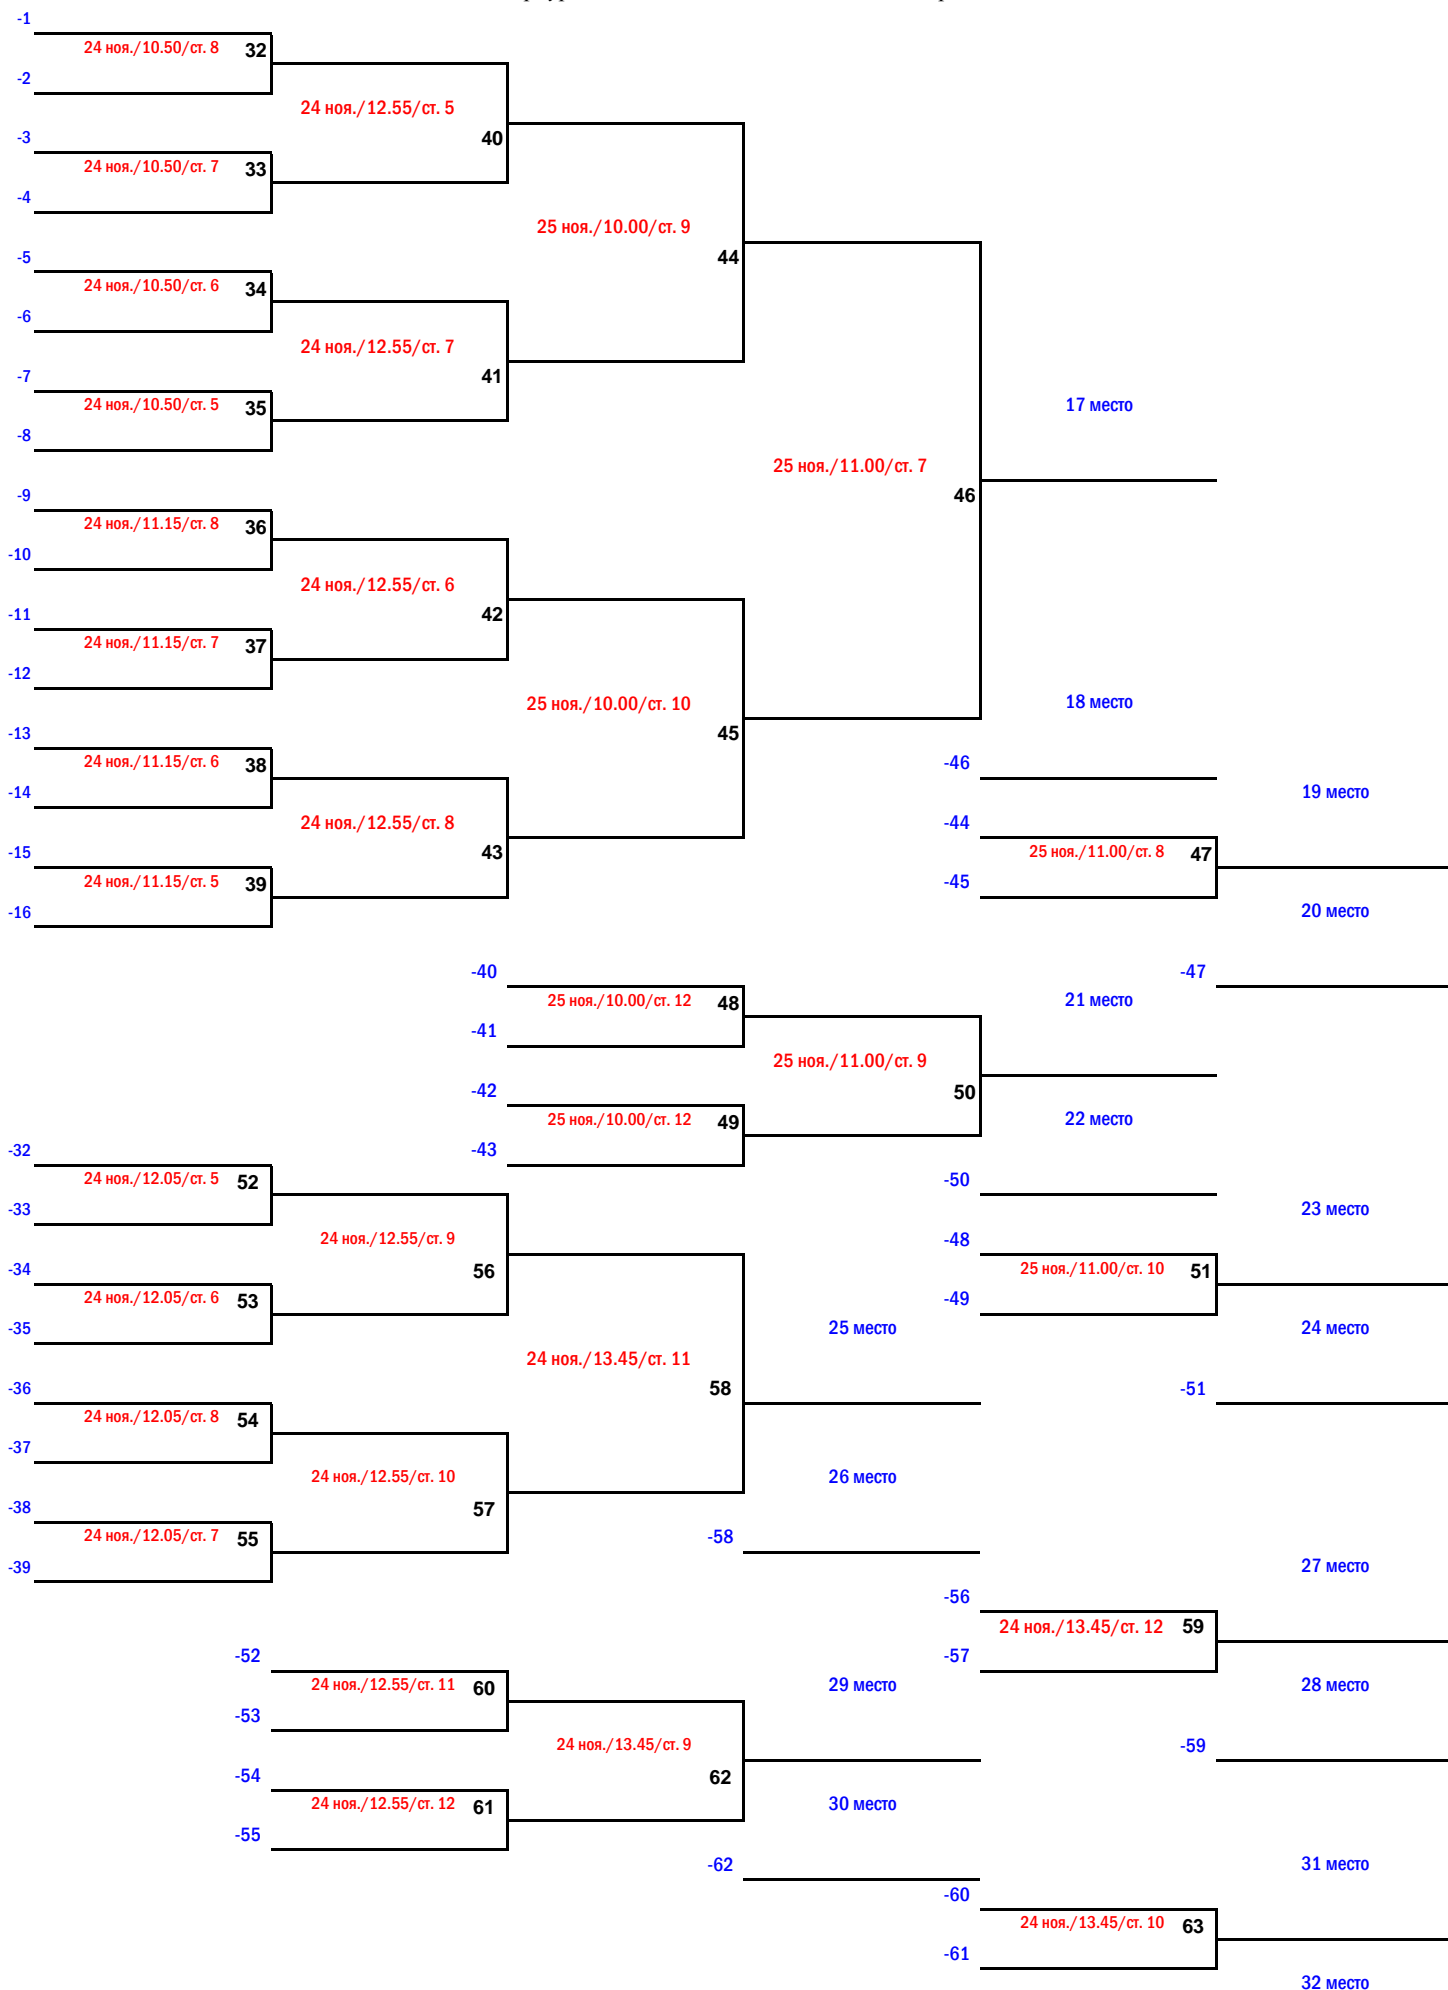 -1
24 ноя./10.50/ст. 8 32
-2
24 ноя./12.55/ст. 5
40
-3
24 ноя./10.50/ст. 7 33
-4
25 ноя./10.00/ст. 9
44
-5
24 ноя./10.50/ст. 6 34
-6
24 ноя./12.55/ст. 7
41
-7
24 ноя./10.50/ст. 5 35
17 место
-8
25 ноя./11.00/ст. 7
46
-9
24 ноя./11.15/ст. 8 36
-10
24 ноя./12.55/ст. 6
42
-11
24 ноя./11.15/ст. 7 37
-12
25 ноя./10.00/ст. 10
18 место
45
-13
24 ноя./11.15/ст. 6 38
-46
-14
19 место
24 ноя./12.55/ст. 8
-44
43
-15
25 ноя./11.00/ст. 8 47
24 ноя./11.15/ст. 5 39
-45
-16
20 место
-40
-47
25 ноя./10.00/ст. 12 48
21 место
-41
25 ноя./11.00/ст. 9
50
-42
25 ноя./10.00/ст. 12 49
22 место
-43
-32
24 ноя./12.05/ст. 5 52
-50
-33
23 место
24 ноя./12.55/ст. 9
-48
56
-34
25 ноя./11.00/ст. 10 51
24 ноя./12.05/ст. 6 53
-49
-35
25 место
24 место
24 ноя./13.45/ст. 11
58
-36
-51
24 ноя./12.05/ст. 8 54
-37
24 ноя./12.55/ст. 10
26 место
57
-38
24 ноя./12.05/ст. 7 55
-58
-39
27 место
-56
24 ноя./13.45/ст. 12 59
-52
-57
24 ноя./12.55/ст. 11 60
29 место
28 место
-53
24 ноя./13.45/ст. 9
-59
62
-54
24 ноя./12.55/ст. 12 61
30 место
-55
-62
31 место
-60
24 ноя./13.45/ст. 10 63
-61
32 место